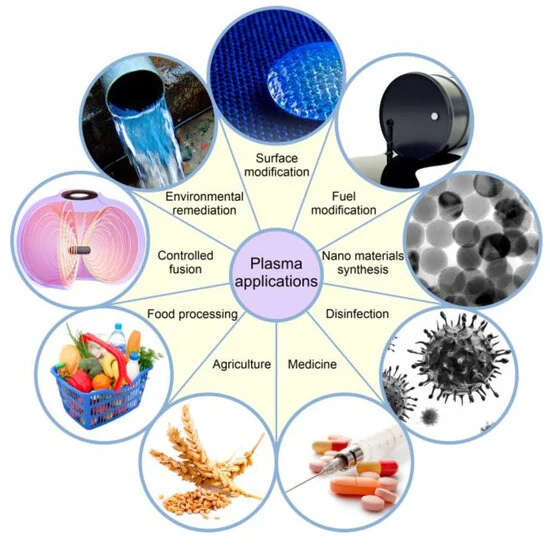 Surface
modification
Fuel
modification
Nano materials
synthesis
Disinfection
Medicine
Agriculture
Food processing
Controlled
fusion
Environmental
remediation
Plasma
applications